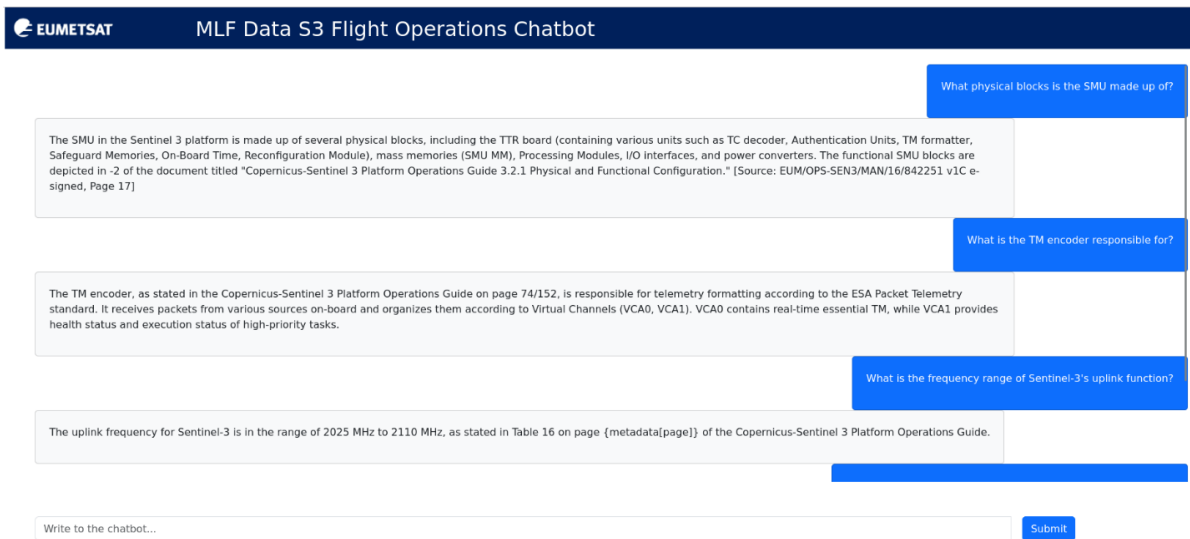 EUMETSAT
MLF Data S3 Flight Operations Chatbot
What physical blocks is the SMU made up of?
The SMU in the Sentinel 3 platform is made up of several physical blocks, including the TTR board (containing various units such as TC decoder, Authentication Units, TM formatter,
Safeguard Memories, On-Board Time, Reconfiguration Module), mass memories (SMU MM), Processing Modules, I/O interfaces, and power converters. The functional SMU blocks are
depicted in -2 of the document titled "Copernicus-Sentinel 3 Platform Operations Guide 3.2.1 Physical and Functional Configuration." [Source: EUM/OPS-SEN3/MAN/16/842251 v1C e-
signed, Page 17]
What is the TM encoder responsible for?
The TM encoder, as stated in the Copernicus-Sentinel 3 Platform Operations Guide on page 74/152, is responsible for telemetry formatting according to the ESA Packet Telemetry
standard. It receives packets from various sources on-board and organizes them according to Virtual Channels (VCA0, VCA1). VCA0 contains real-time essential TM, while VCA1 provides
health status and execution status of high-priority tasks.
What is the frequency range of Sentinel-3's uplink function?
The uplink frequency for Sentinel-3 is in the range of 2025 MHz to 2110 MHz, as stated in Table 16 on page {metadata[page]} of the Copernicus-Sentinel 3 Platform Operations Guide.
Write to the chatbot...
Submit